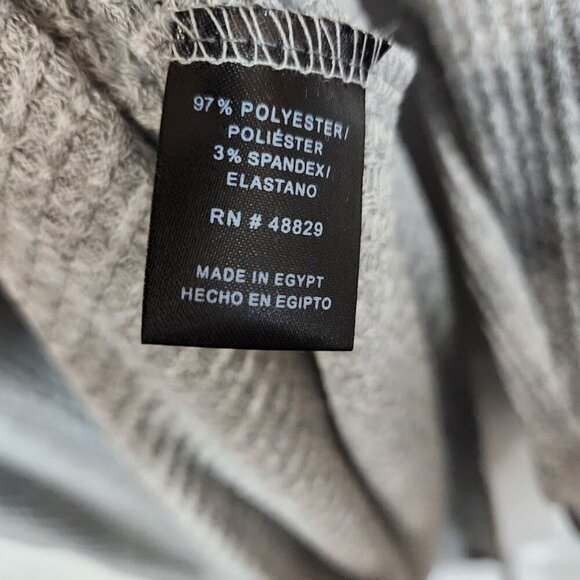 97% POLYESTER/
POLIÉSTER
3% SPANDEX/
ELASTANO
RN # 48829
MADE IN EGYPT
HECHO EN EGIPTO